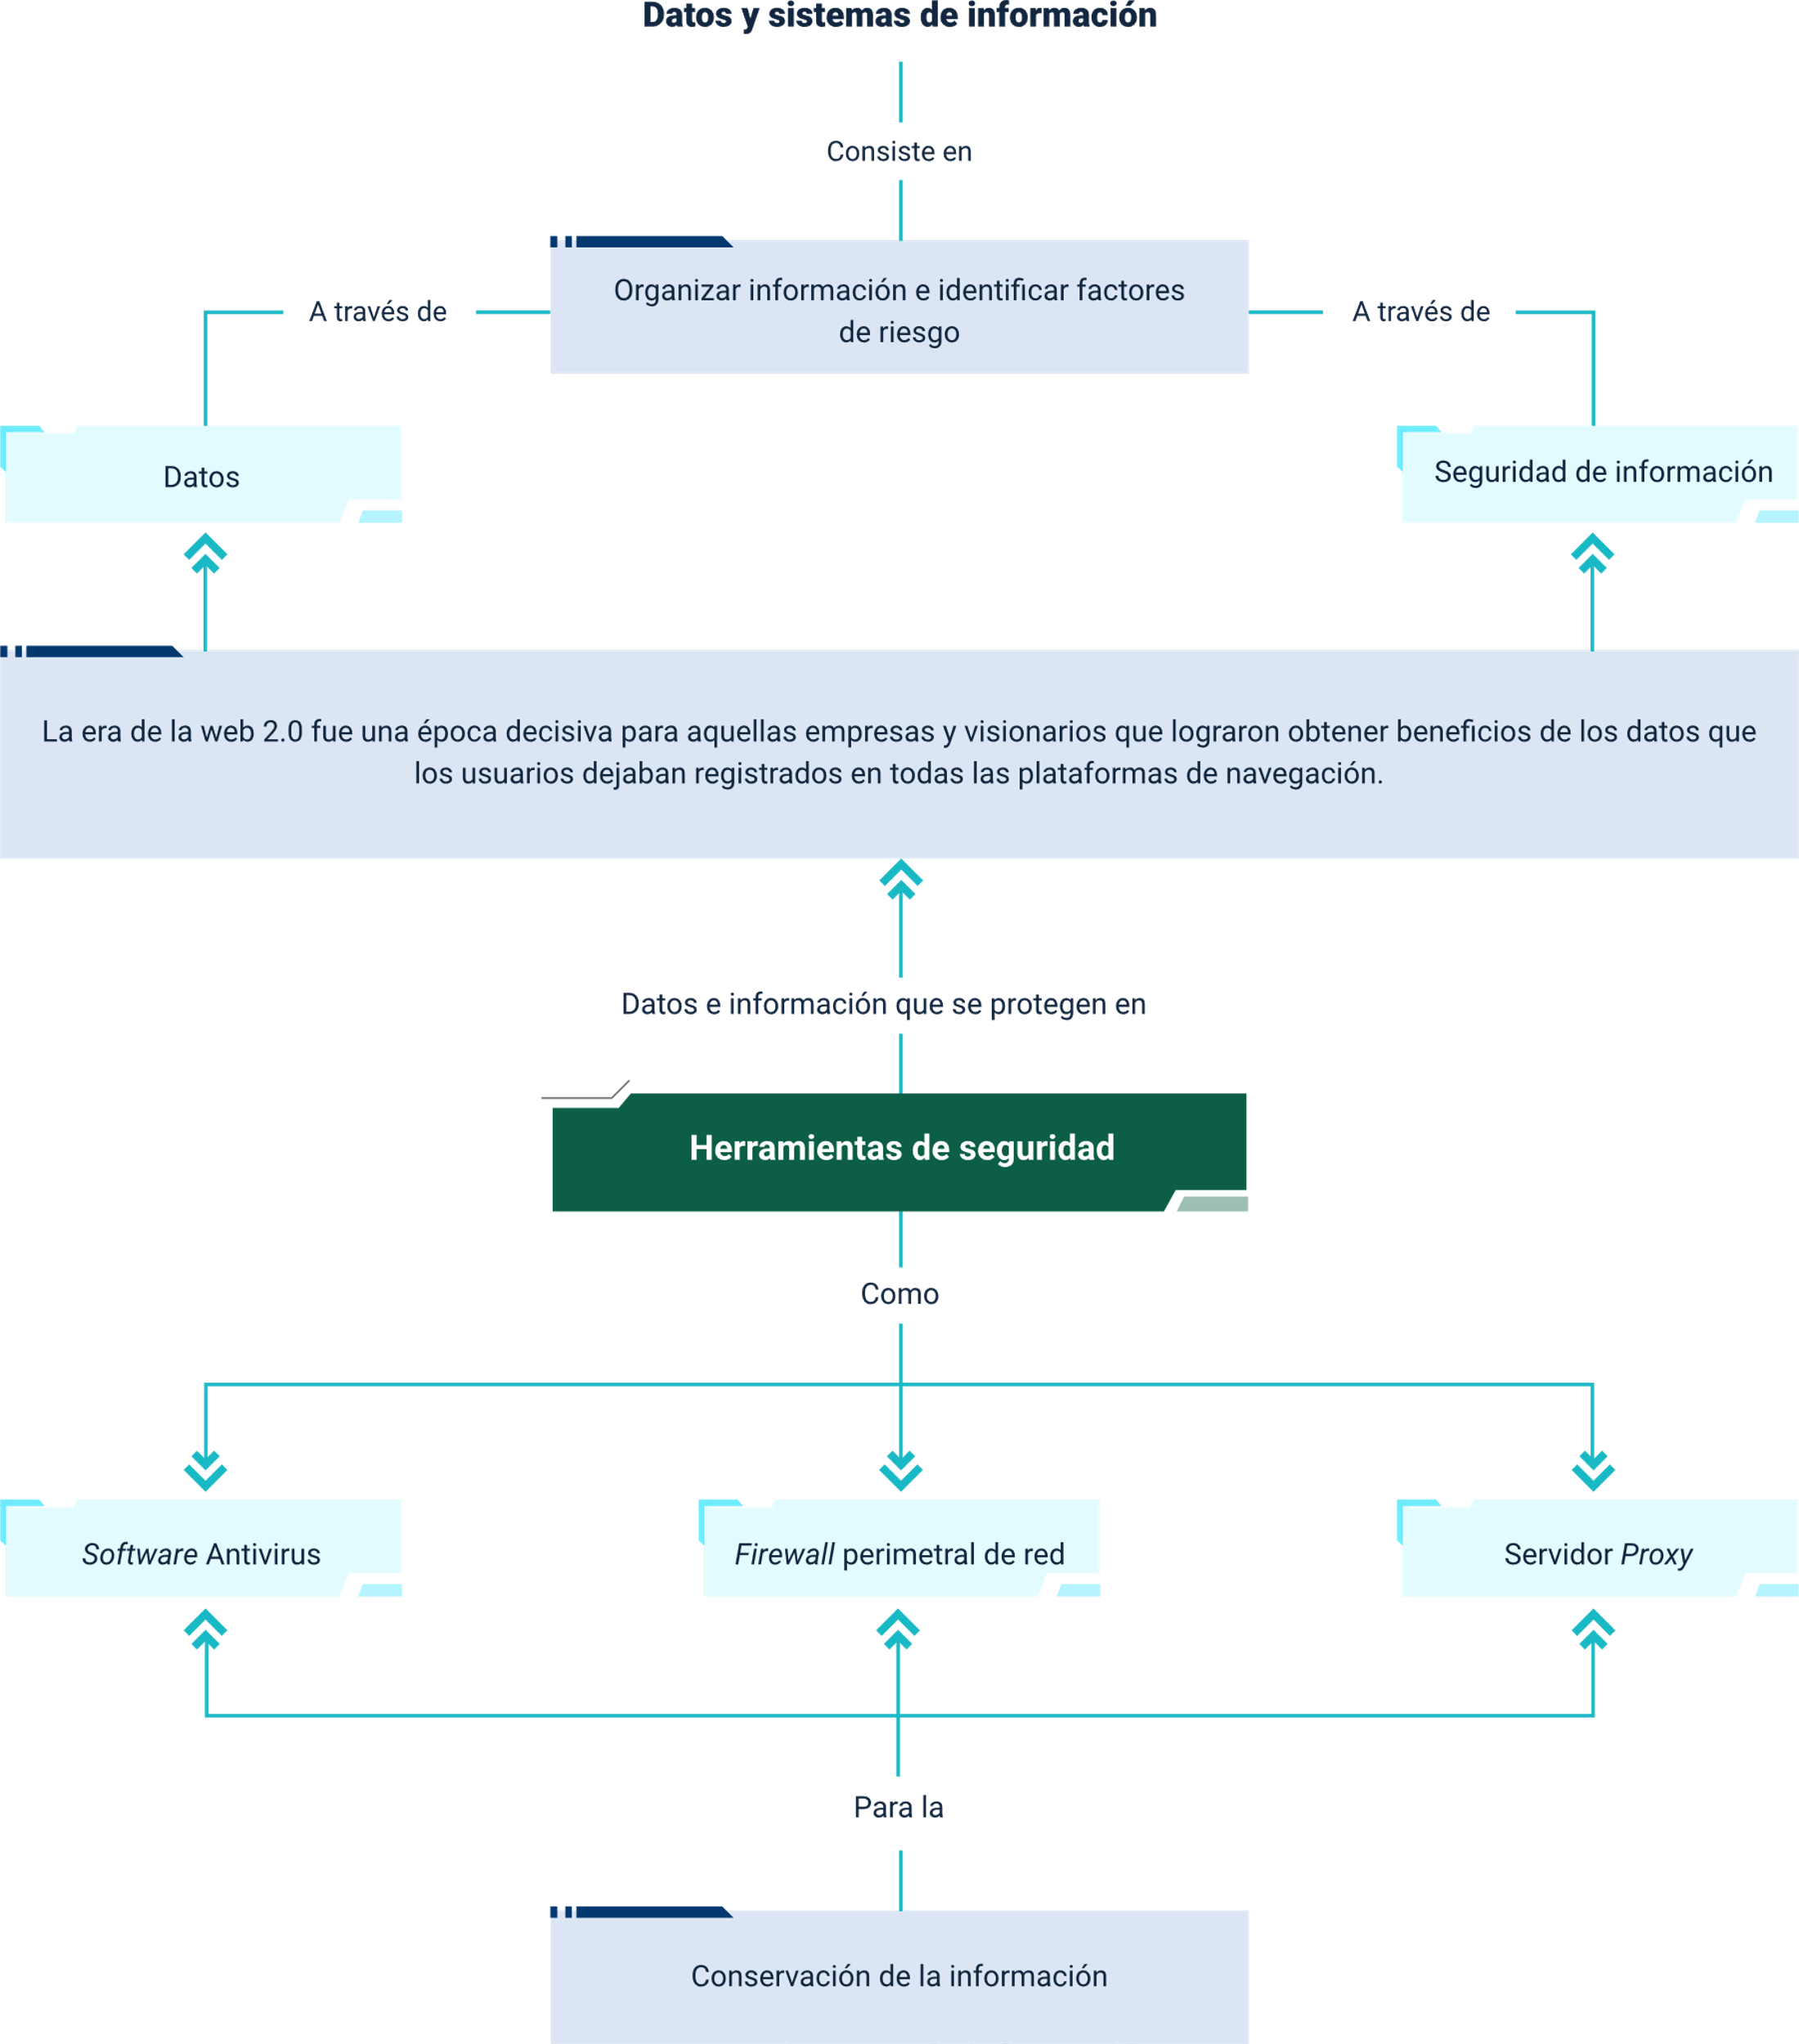 Datos y sistemas de información
Consiste en
Organizar información e identificar factores
de riesgo
A través de
A través de
Datos
Seguridad de información
La era de la web 2.0 fue una época decisiva para aquellas empresas y visionarios que lograron obtener beneficios de los datos que
los usuarios dejaban registrados en todas las plataformas de navegación.
Datos e información que se protegen en
Herramientas de seguridad
Como
Software Antivirus
Firewall perimetral de red
Servidor Proxy
Para la
Conservación de la información